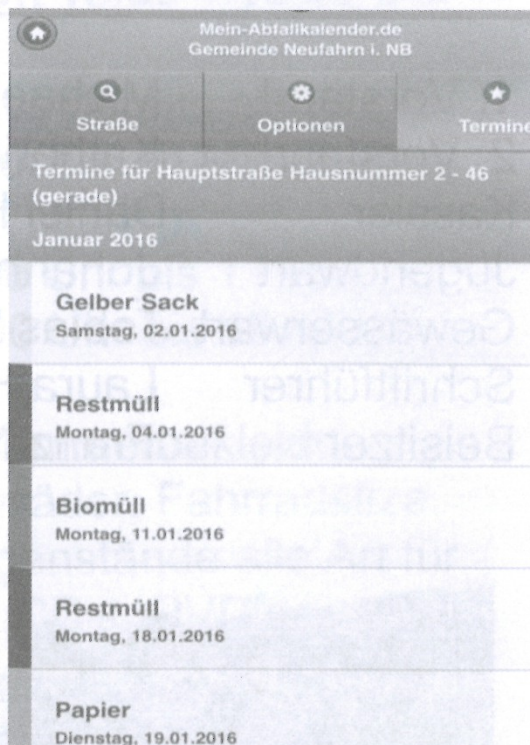 Mein-Abfallkalender.de
Gemeinde Neufahrn i. NB
Straße
Optionen
Termine
Termine für Hauptstraße Hausnummer 2 - 46
(gerade)
Januar 2016
Gelber Sack
Samstag, 02.01.2016
Restmüll
Montag, 04.01.2016
Biomüll
Montag, 11.01.2016
Restmüll
Montag, 18.01.2016
Papier
Dienstag, 19.01.2016